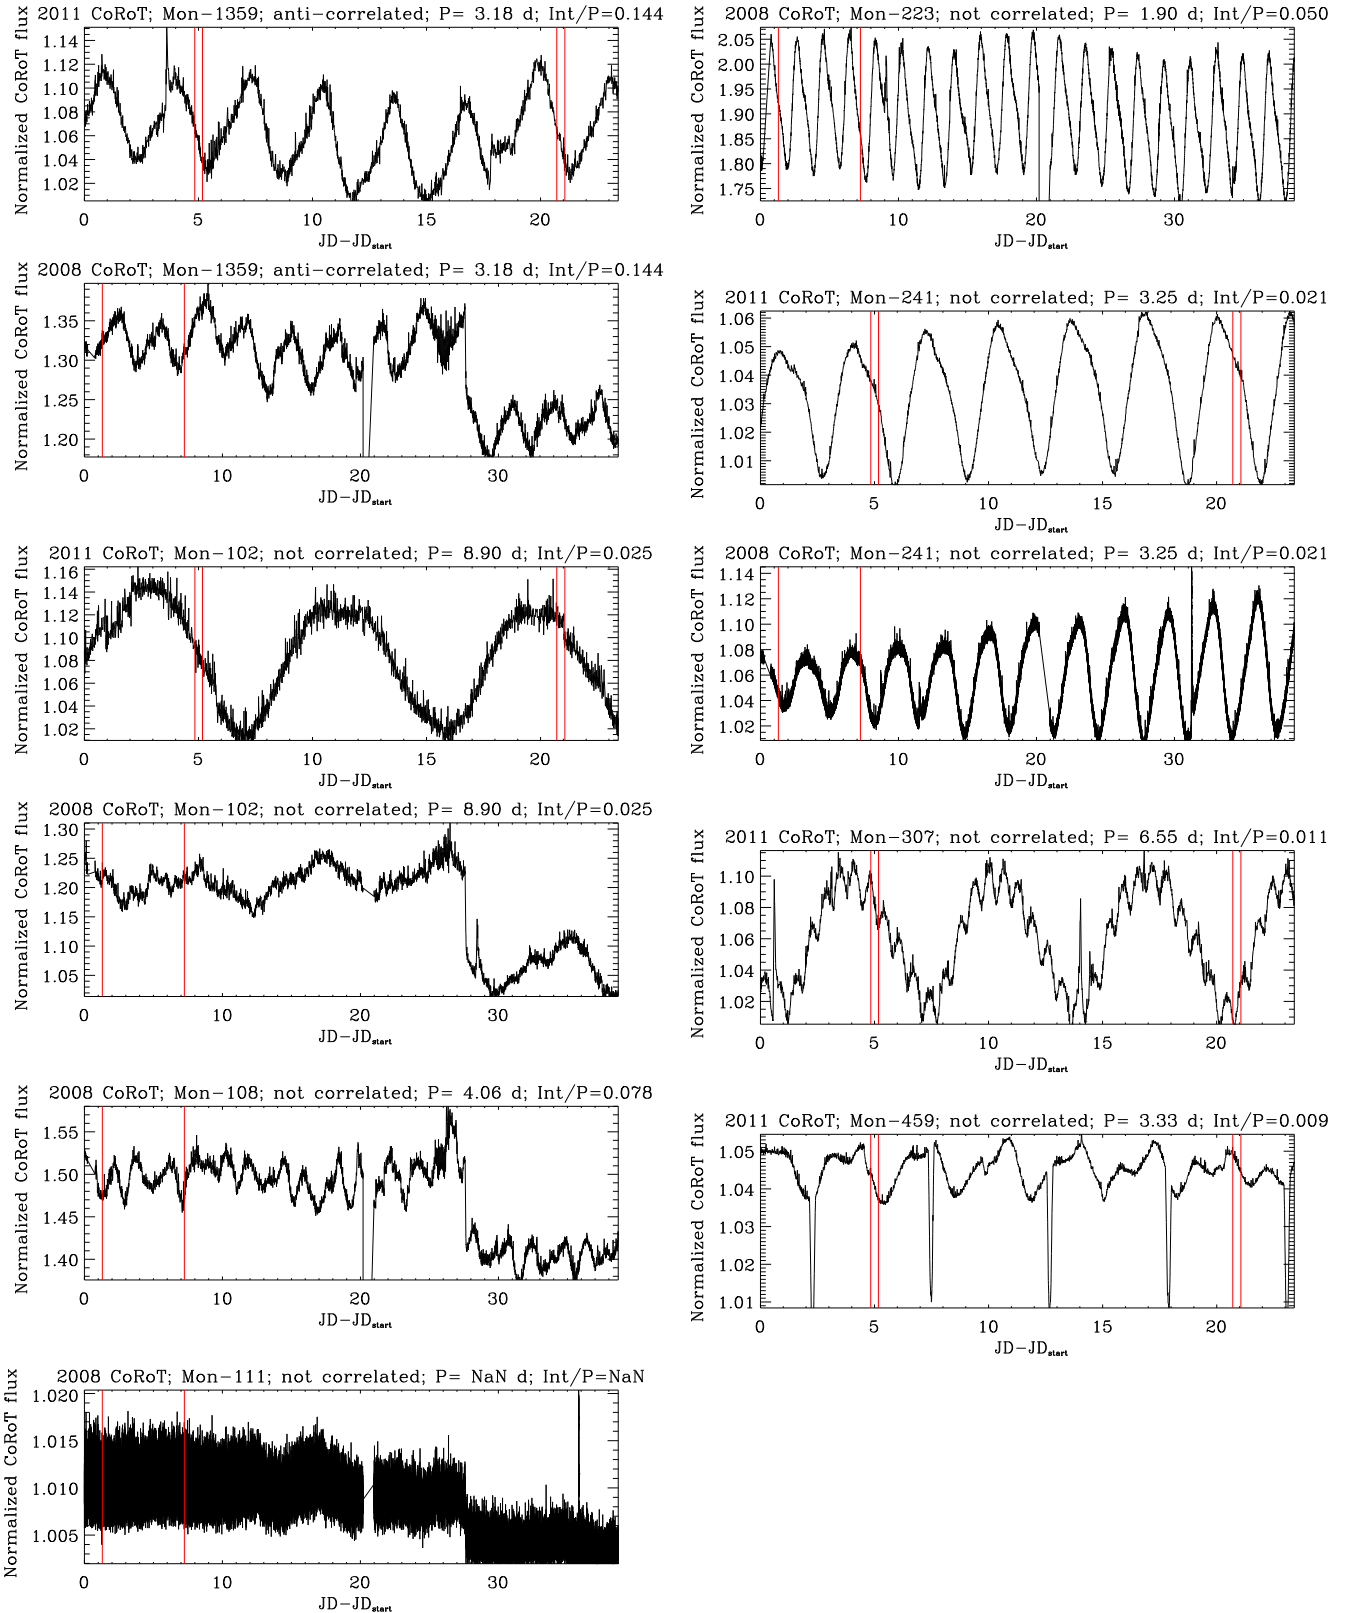 2011 CoRoT; Mon-1359; anti-correlated; P= 3.18 d; Int/P=0.144
Normalized CoRoT flux
1.14
1.12
1.10
1.08
1.06
1.04
1.02
0 5 10 15 20
JD-JDstart
2008 CoRoT; Mon-1359; anti-correlated; P= 3.18 d; Int/P=0.144
Normalized CoRoT flux
1.35
1.30
1.25
1.20
0 10 20 30
JD-JDstart
2011 CoRoT; Mon-102; not correlated; P= 8.90 d; Int/P=0.025
Normalized CoRoT flux
1.16
1.14
1.12
1.10
1.08
1.06
1.04
1.02
0 5 10 15 20
JD-JDstart
2008 CoRoT; Mon-102; not correlated; P= 8.90 d; Int/P=0.025
Normalized CoRoT flux
1.30
1.25
1.20
1.15
1.10
1.05
0 10 20 30
JD-JDstart
2008 CoRoT; Mon-108; not correlated; P= 4.06 d; Int/P=0.078
Normalized CoRoT flux
1.55
1.50
1.45
1.40
0 10 20 30
JD-JDstart
2008 CoRoT; Mon-111; not correlated; P= NaN d; Int/P=NaN
Normalized CoRoT flux
1.020
1.015
1.010
1.005
0 10 20 30
JD-JDstart
2008 CoRoT; Mon-223; not correlated; P= 1.90 d; Int/P=0.050
Normalized CoRoT flux
2.05
2.00
1.95
1.90
1.85
1.80
1.75
0 10 20 30
JD-JDstart
2011 CoRoT; Mon-241; not correlated; P= 3.25 d; Int/P=0.021
Normalized CoRoT flux
1.06
1.05
1.04
1.03
1.02
1.01
0 5 10 15 20
JD-JDstart
2008 CoRoT; Mon-241; not correlated; P= 3.25 d; Int/P=0.021
Normalized CoRoT flux
1.14
1.12
1.10
1.08
1.06
1.04
1.02
0 10 20 30
JD-JDstart
2011 CoRoT; Mon-307; not correlated; P= 6.55 d; Int/P=0.011
Normalized CoRoT flux
1.10
1.08
1.06
1.04
1.02
0 5 10 15 20
JD-JDstart
2011 CoRoT; Mon-459; not correlated; P= 3.33 d; Int/P=0.009
Normalized CoRoT flux
1.05
1.04
1.03
1.02
1.01
0 5 10 15 20
JD-JDstart